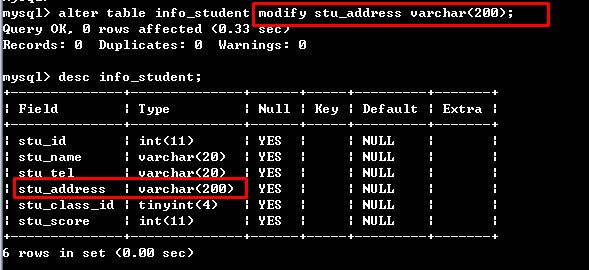 mysql> alter table info_student modify stu_address varchar(200);
Query OK, 0 rows affected (0.33 sec)
Records: 0  Duplicates: 0  Warnings: 0
mysql> desc info_student;
+--------------+--------------+------+-----+---------+-------+
| Field        | Type         | Null | Key | Default | Extra |
+--------------+--------------+------+-----+---------+-------+
| stu_id       | int(11)      | YES  |     | NULL    |       |
| stu_name     | varchar(20)  | YES  |     | NULL    |       |
| stu_tel      | varchar(20)  | YES  |     | NULL    |       |
| stu_address  | varchar(200) | YES  |     | NULL    |       |
| stu_class_id | tinyint(4)   | YES  |     | NULL    |       |
| stu_score    | int(11)      | YES  |     | NULL    |       |
+--------------+--------------+------+-----+---------+-------+
6 rows in set (0.00 sec)